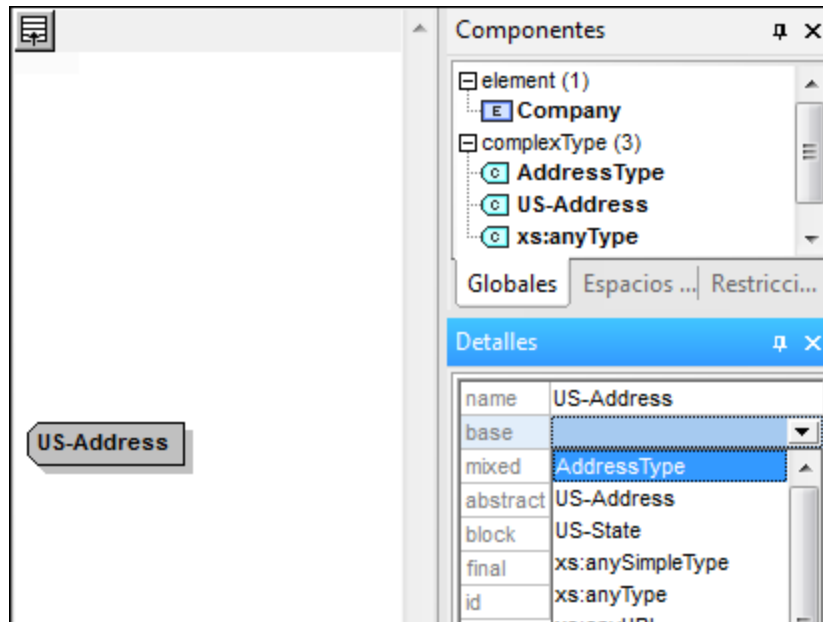 Componentes
element (1)
E Company
complexType (3)
C AddressType
C US-Address
C xs:anyType
Globales Espacios ... Restricci...
Detalles
US-Address
name US-Address
base
mixed AddressType
abstract US-Address
block US-State
final xs:anySimpleType
id xs:anyType